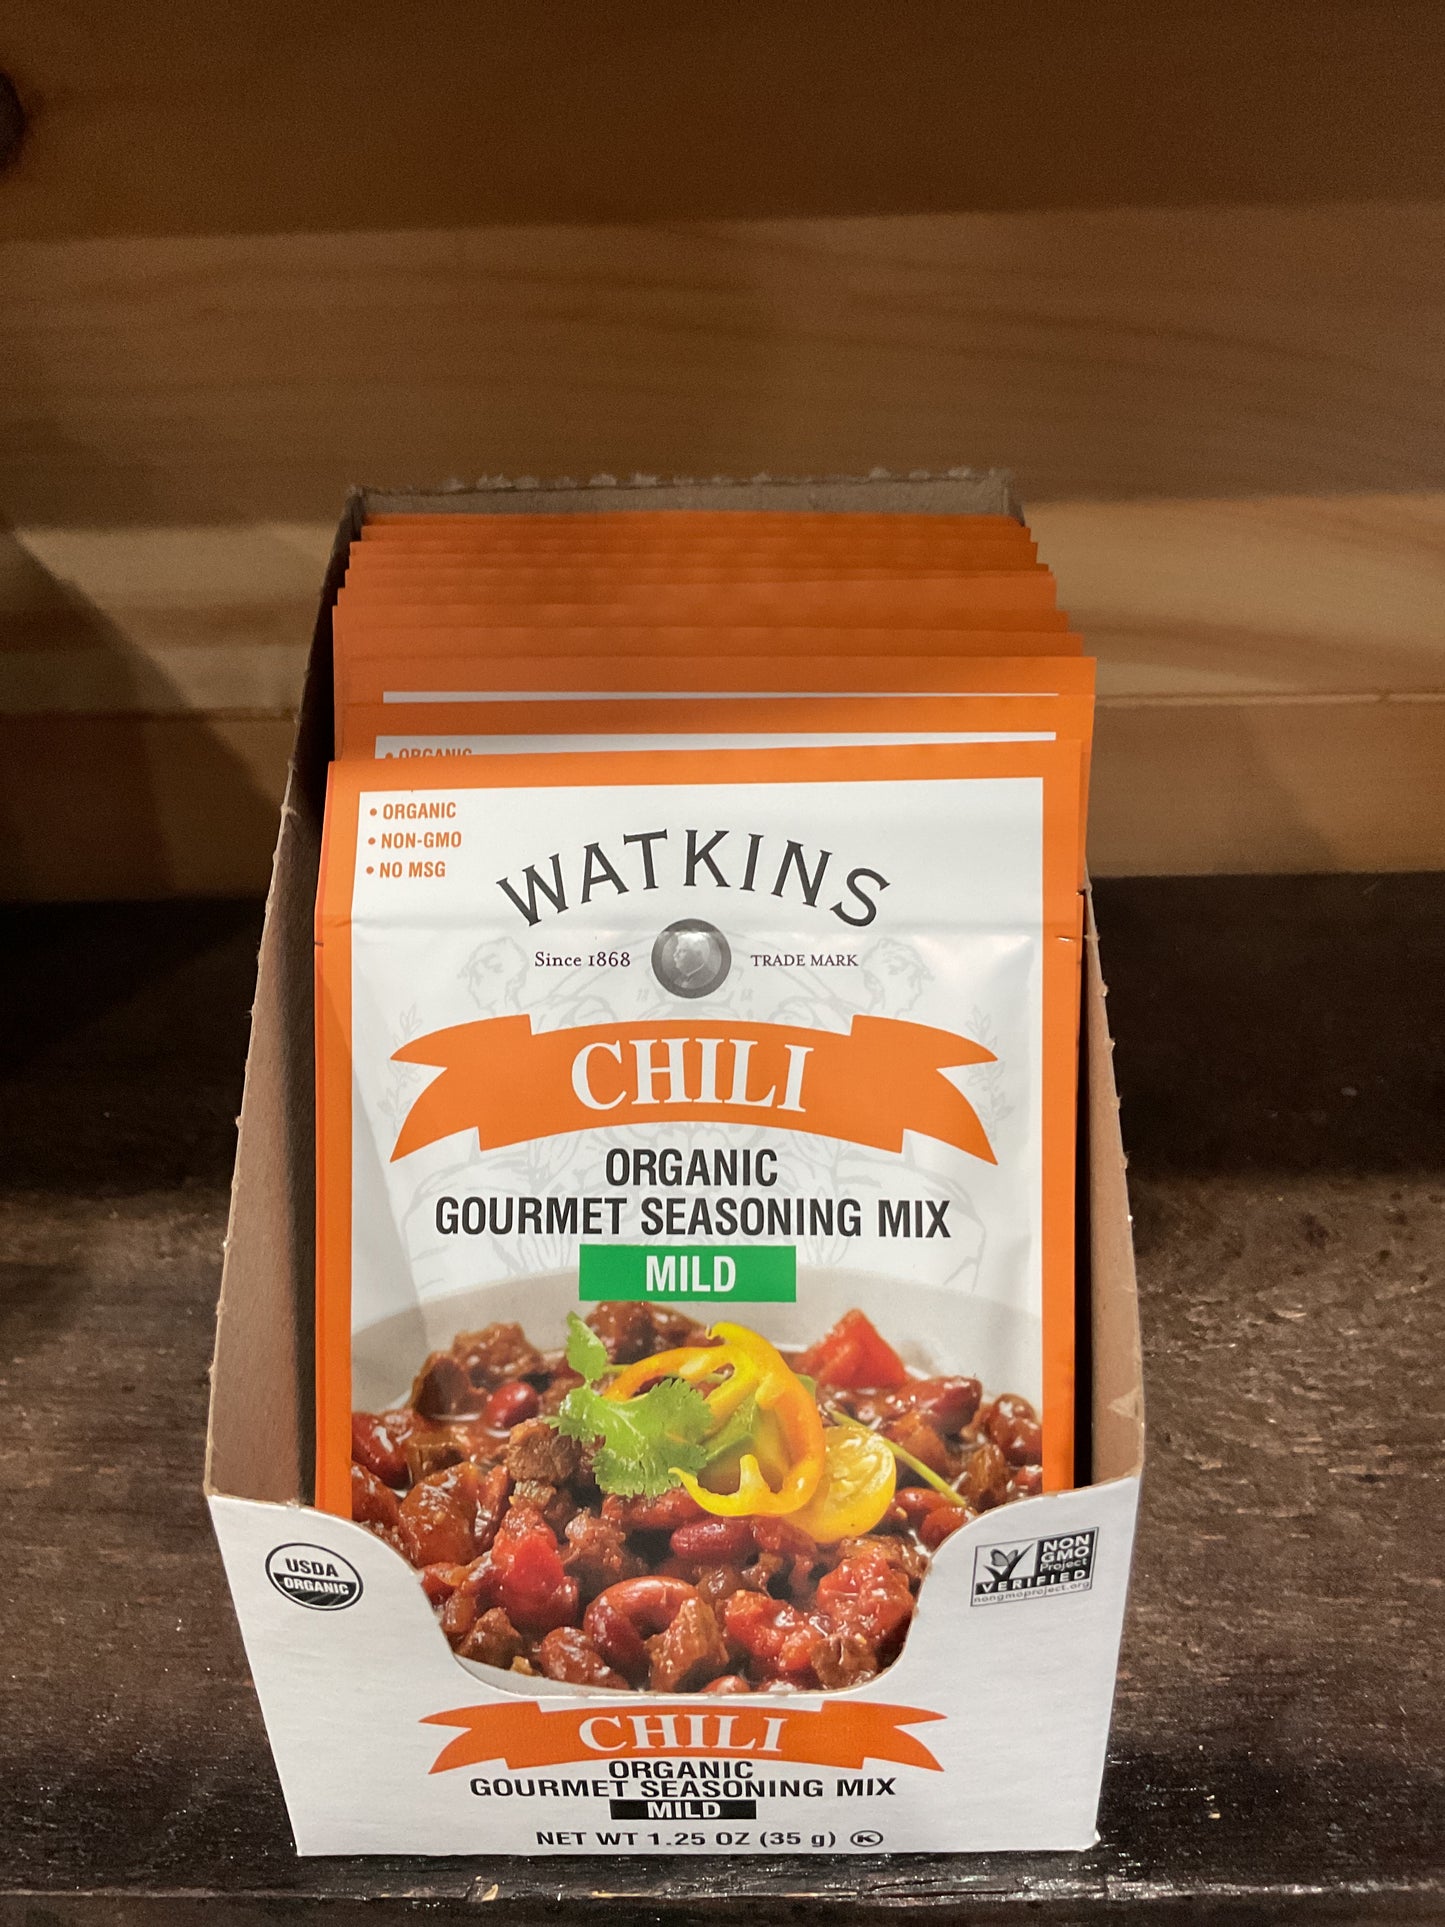 • ORGANIC
• ORGANIC
• NON-GMO
• NO MSG
WATKINS
Since 1868 TRADE MARK
CHILI
ORGANIC
GOURMET SEASONING MIX
MILD
USDA
ORGANIC
NON
GMO
Project
VERIFIED
nongmoproject.org
CHILI
ORGANIC
GOURMET SEASONING MIX
MILD
NET WT 1.25 OZ (35 g) K